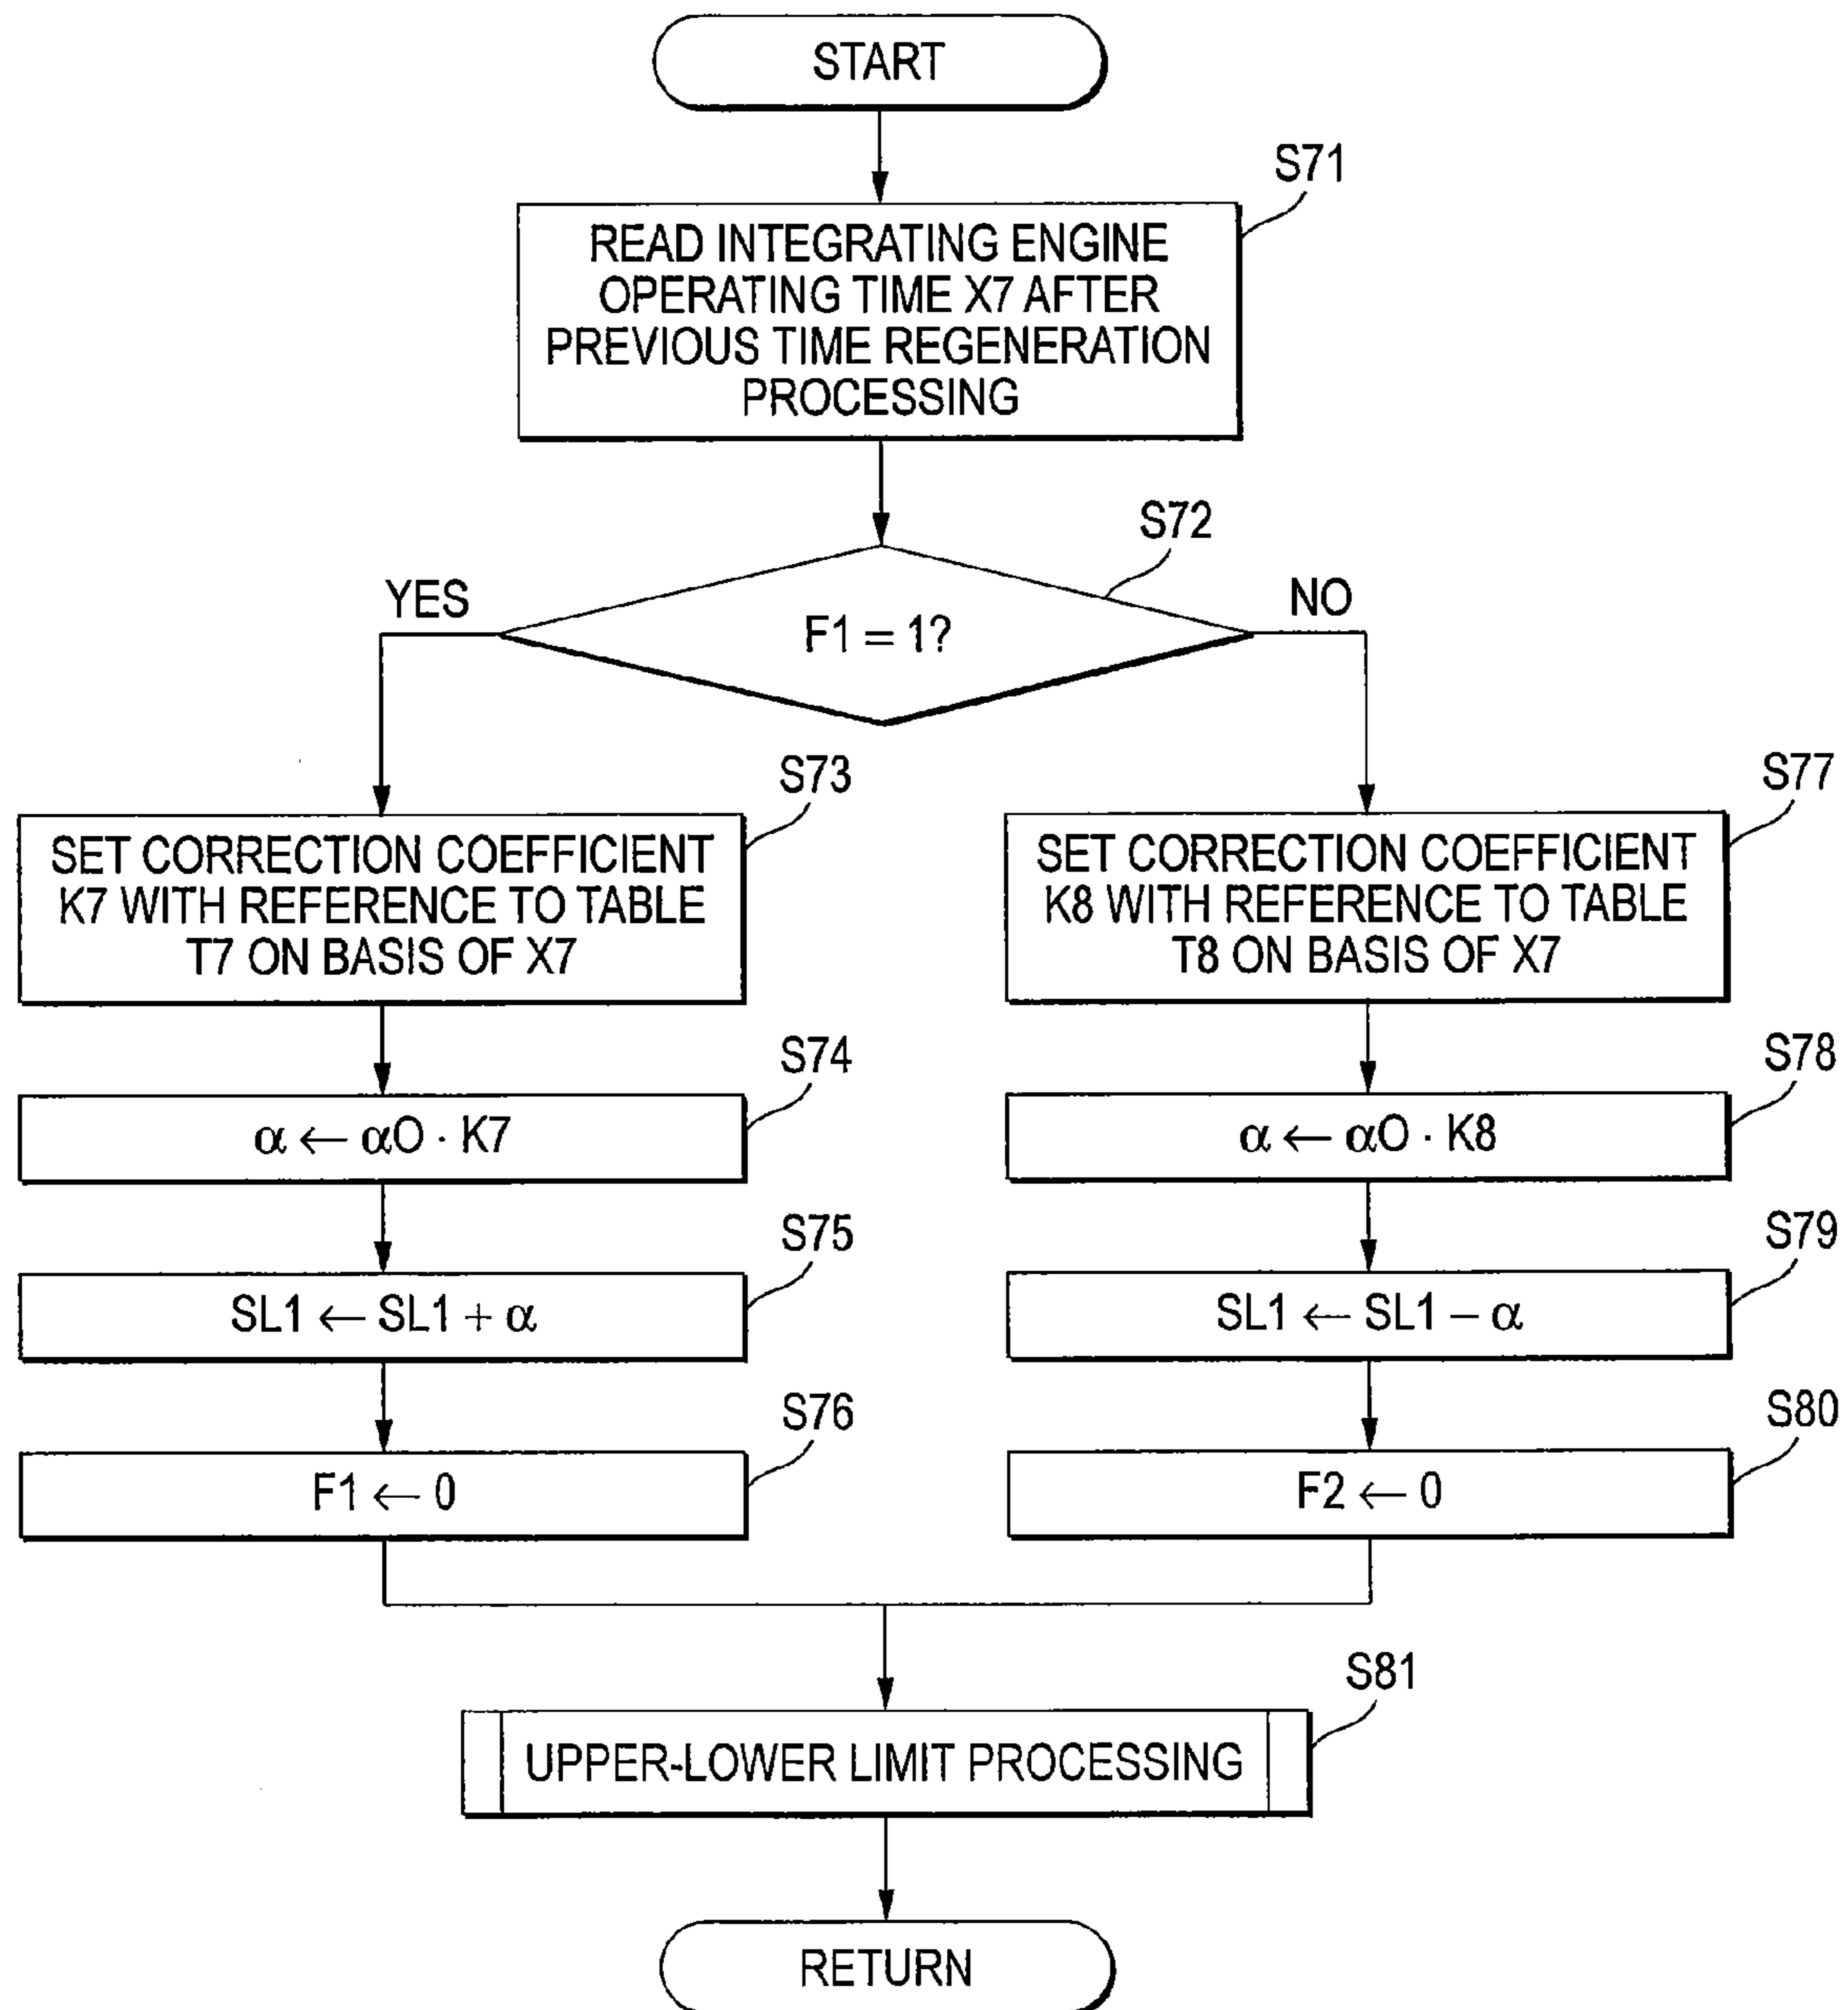 START
S71
READ INTEGRATING ENGINE
OPERATING TIME X7 AFTER
PREVIOUS TIME REGENERATION
PROCESSING
S72
YES
NO
F1 = 1?
S73
SET CORRECTION COEFFICIENT
K7 WITH REFERENCE TO TABLE
T7 ON BASIS OF X7
S74
α ← αO · K7
S75
SL1 ← SL1 + α
S76
F1 ← 0
S77
SET CORRECTION COEFFICIENT
K8 WITH REFERENCE TO TABLE
T8 ON BASIS OF X7
S78
α ← αO · K8
S79
SL1 ← SL1 − α
S80
F2 ← 0
S81
UPPER-LOWER LIMIT PROCESSING
RETURN